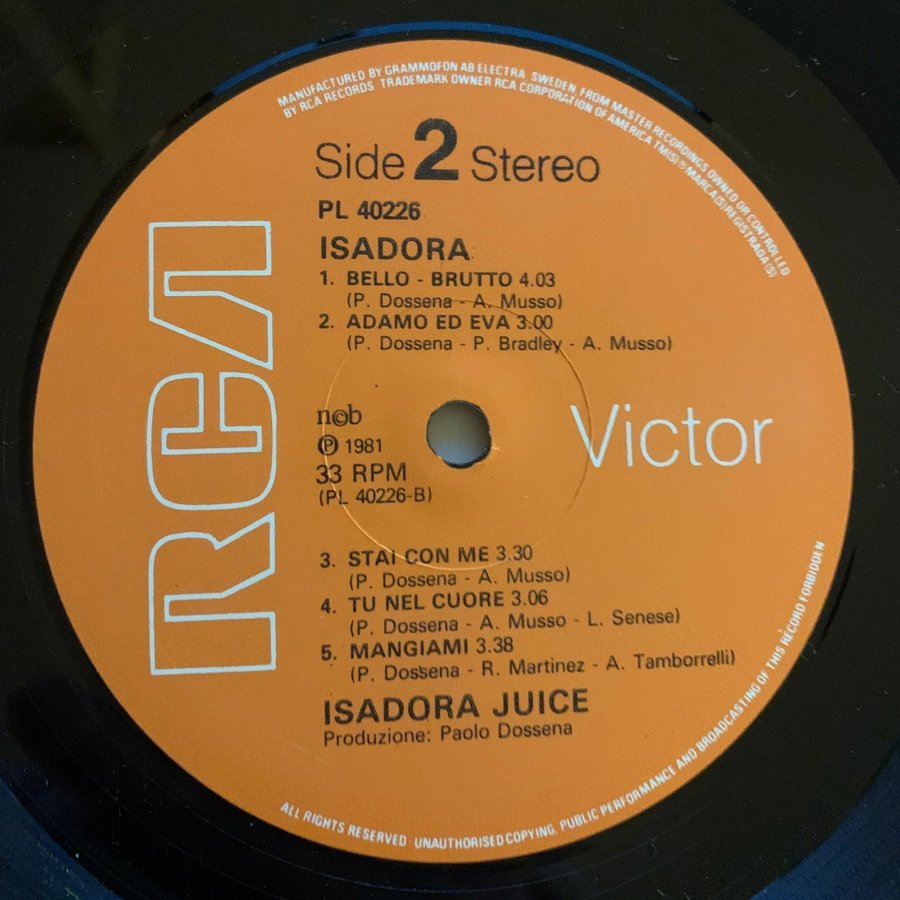 MANUFACTURED BY GRAMMOFON AB ELECTRA, SWEDEN, FROM MASTER RECORDINGS OWNED OR CONTROLLED
BY RCA RECORDS TRADEMARK OWNER RCA CORPORATION OF AMERICA TM(S) ® MARCA(S) REGISTRADA(S)
Side 2 Stereo
PL 40226
ISADORA
1. BELLO - BRUTTO 4.03
(P. Dossena - A. Musso)
2. ADAMO ED EVA 3.00
(P. Dossena - P. Bradley - A. Musso)
RCA
Victor
n©b
℗ 1981
33 RPM
(PL 40226-B)
3. STAI CON ME 3.30
(P. Dossena - A. Musso)
4. TU NEL CUORE 3.06
(P. Dossena - A. Musso - L. Senese)
5. MANGIAMI 3.38
(P. Dossena - R. Martinez - A. Tamborrelli)
ISADORA JUICE
Produzione: Paolo Dossena
ALL RIGHTS RESERVED UNAUTHORISED COPYING, PUBLIC PERFORMANCE AND BROADCASTING OF THIS RECORD FORBIDDEN